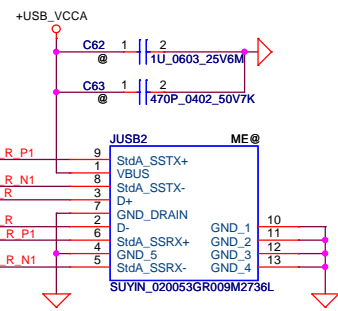 +USB_VCCA
C62 1 2
@ 1U_0603_25V6M
C63 1 2
@ 470P_0402_50V7K
JUSB2 ME@
R_P1 9 StdA_SSTX+
1 VBUS
R_N1 8 StdA_SSTX-
R 3 D+
7 GND_DRAIN
R 2 D- GND_1 10
R_P1 6 StdA_SSRX+ GND_2 11
4 GND_5 GND_3 12
R_N1 5 StdA_SSRX- GND_4 13
SUYIN_020053GR009M2736L